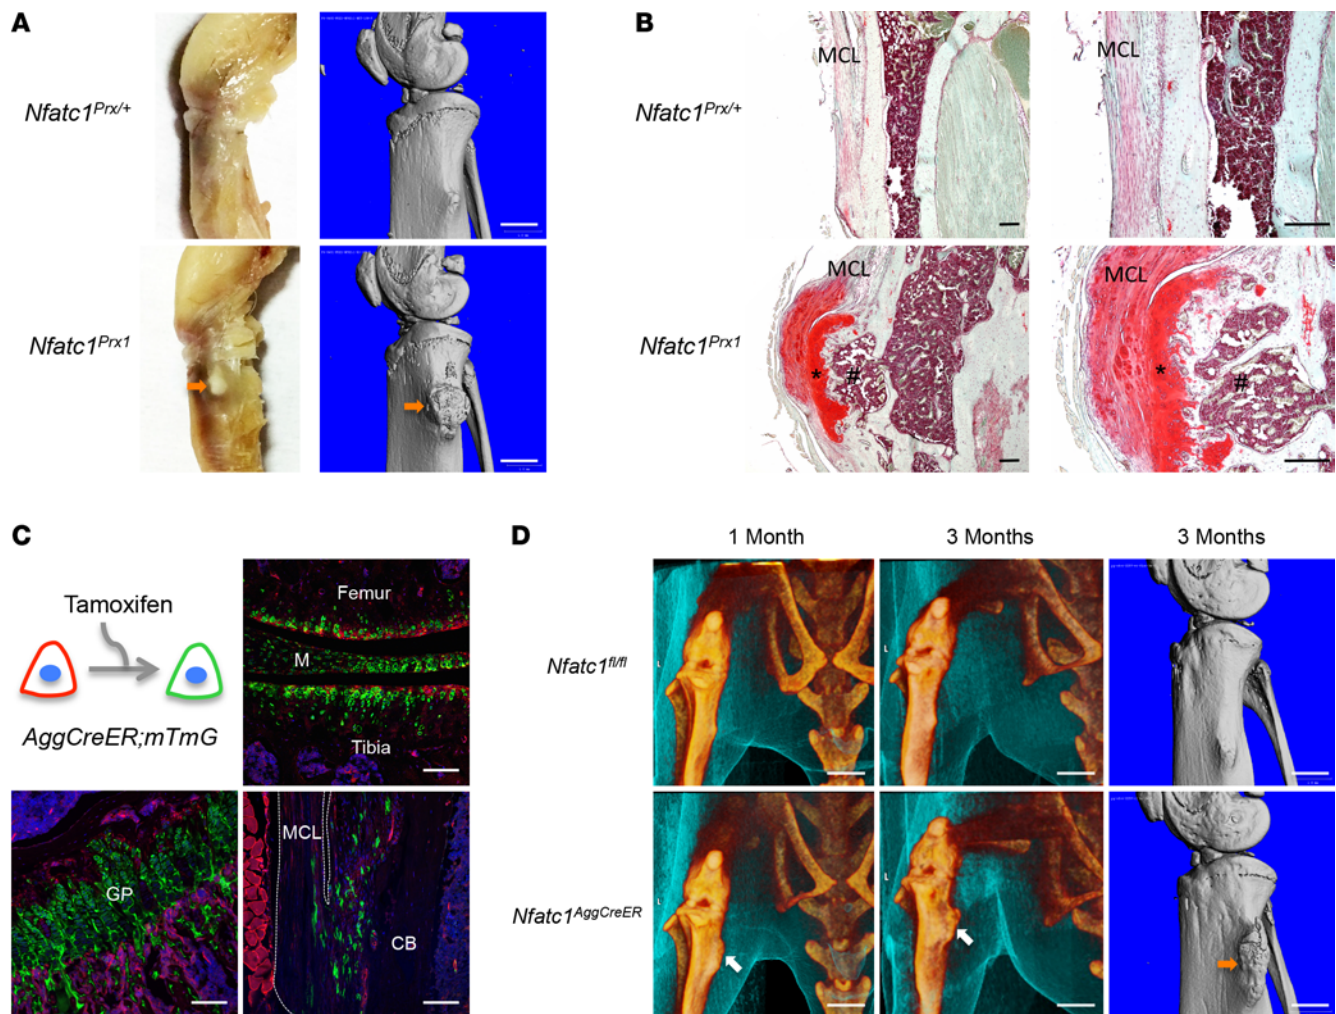 A
Nfatc1Prx/+
Nfatc1Prx1
B
Nfatc1Prx/+
MCL
MCL
Nfatc1Prx1
MCL
*
#
MCL
*
#
C
Tamoxifen
AggCreER;mTmG
Femur
M
Tibia
GP
MCL
CB
D
1 Month
3 Months
3 Months
Nfatc1fl/fl
L
L
Nfatc1AggCreER
L
L